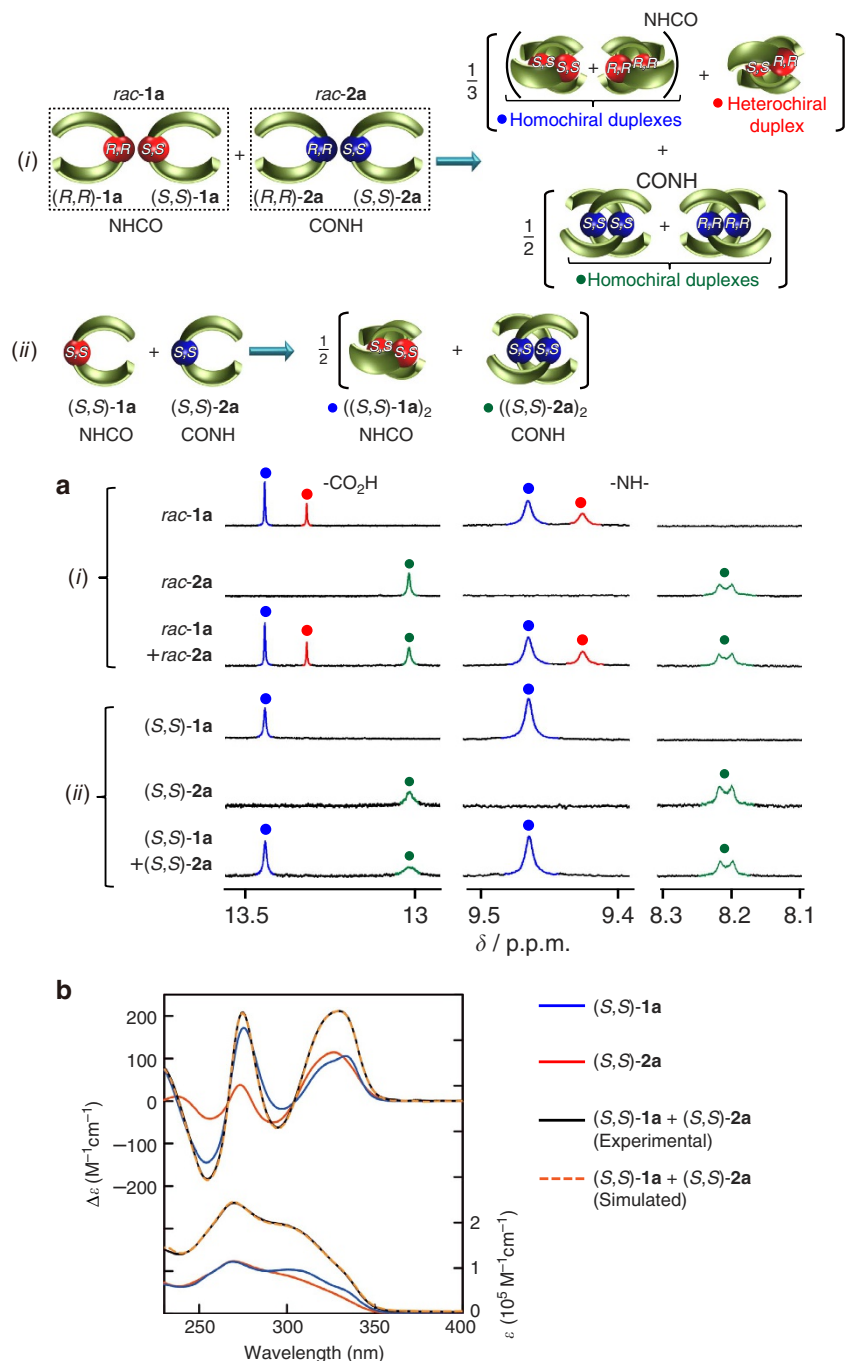 NHCO
rac-1a
rac-2a
1/3
S,S S,S + R,R R,R + S,S R,R
Homochiral duplexes
Heterochiral duplex
(i)
R,R S,S + R,R S,S
(R,R)-1a (S,S)-1a (R,R)-2a (S,S)-2a
NHCO CONH
+
CONH
1/2
S,S S,S + R,R R,R
Homochiral duplexes
(ii)
S,S + S,S 1/2 S,S S,S + S,S S,S
(S,S)-1a (S,S)-2a ((S,S)-1a)₂ ((S,S)-2a)₂
NHCO CONH NHCO CONH
a
-CO₂H -NH-
(i)
rac-1a
rac-2a
rac-1a
+rac-2a
(ii)
(S,S)-1a
(S,S)-2a
(S,S)-1a
+(S,S)-2a
13.5 13 9.5 9.4 8.3 8.2 8.1
δ / p.p.m.
b
200
100
0
−100
−200
Δε (M⁻¹cm⁻¹)
2
1
0
ε (10⁵ M⁻¹cm⁻¹)
250 300 350 400
Wavelength (nm)
(S,S)-1a
(S,S)-2a
(S,S)-1a + (S,S)-2a
(Experimental)
(S,S)-1a + (S,S)-2a
(Simulated)